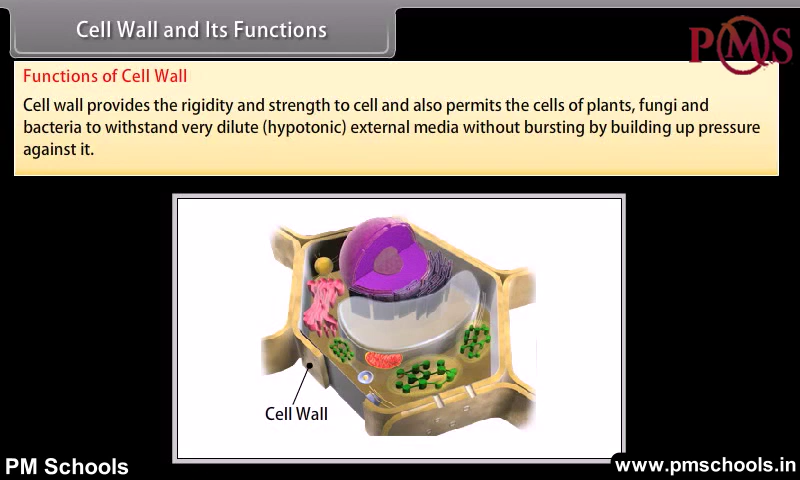 Cell Wall and Its Functions
PMS
Functions of Cell Wall
Cell wall provides the rigidity and strength to cell and also permits the cells of plants, fungi and
bacteria to withstand very dilute (hypotonic) external media without bursting by building up pressure
against it.
Cell Wall
PM Schools
www.pmschools.in